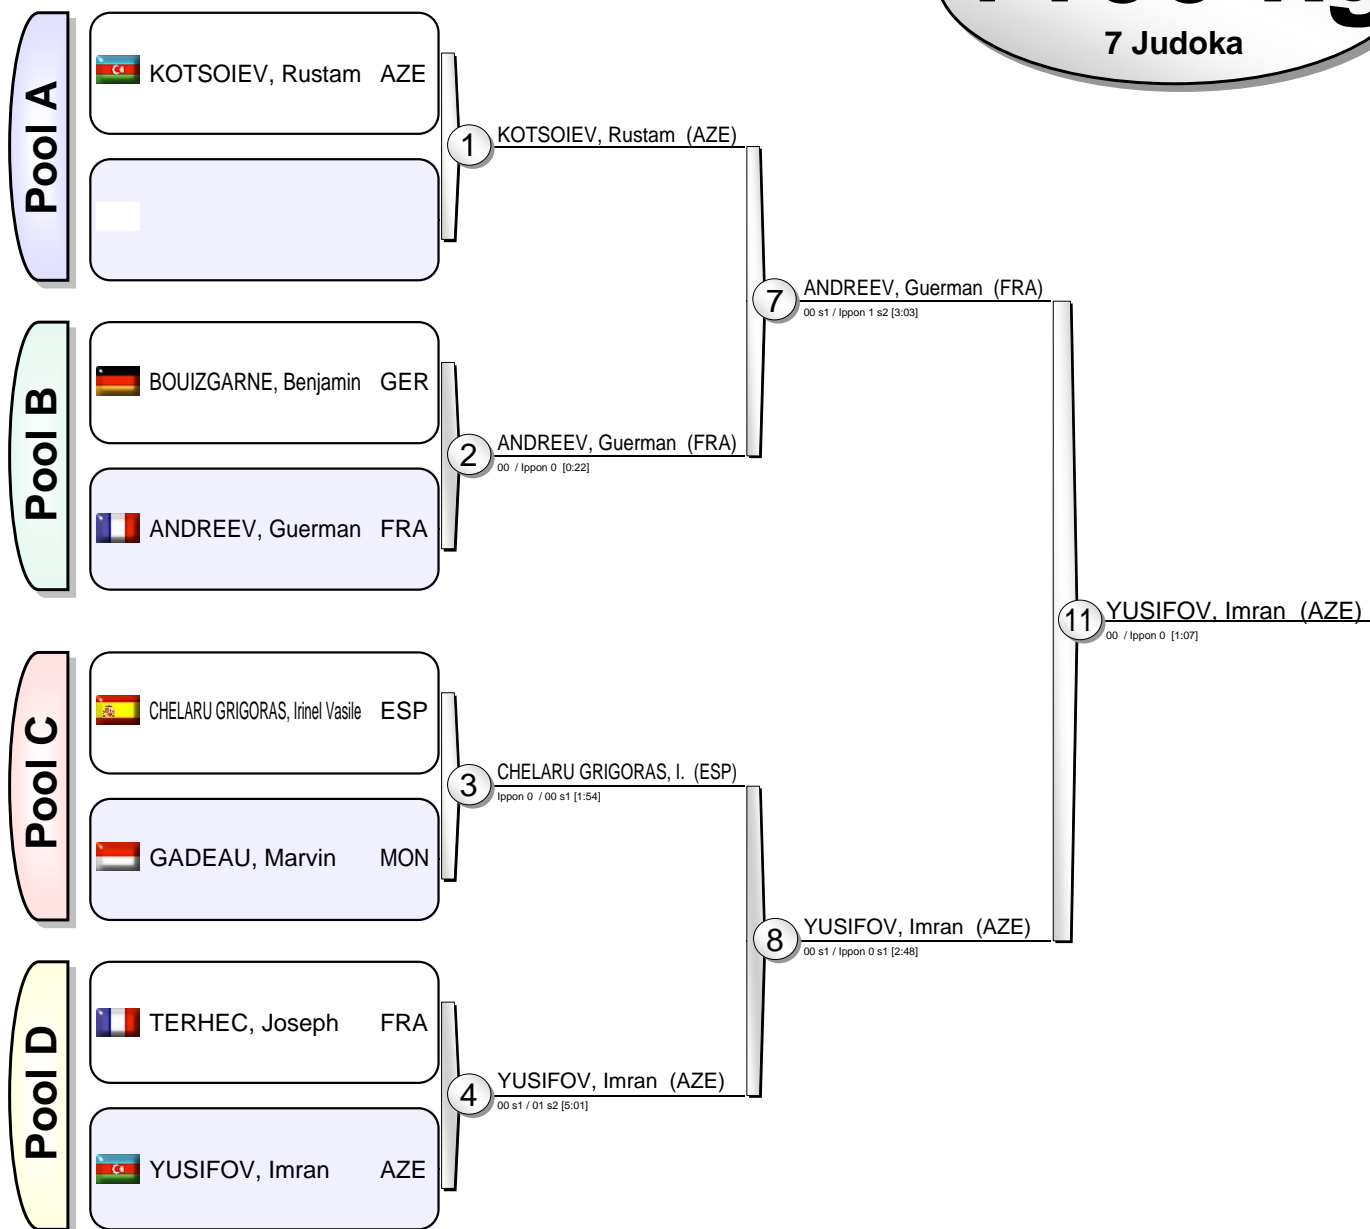 7 Judoka
Pool A
KOTSOIEV, Rustam AZE
1
KOTSOIEV, Rustam (AZE)
Pool B
BOUIZGARNE, Benjamin GER
ANDREEV, Guerman FRA
2
ANDREEV, Guerman (FRA)
00 / Ippon 0 [0:22]
7
ANDREEV, Guerman (FRA)
00 s1 / Ippon 1 s2 [3:03]
Pool C
CHELARU GRIGORAS, Irinel Vasile ESP
GADEAU, Marvin MON
3
CHELARU GRIGORAS, I. (ESP)
Ippon 0 / 00 s1 [1:54]
Pool D
TERHEC, Joseph FRA
YUSIFOV, Imran AZE
4
YUSIFOV, Imran (AZE)
00 s1 / 01 s2 [5:01]
8
YUSIFOV, Imran (AZE)
00 s1 / Ippon 0 s1 [2:48]
11
YUSIFOV, Imran (AZE)
00 / Ippon 0 [1:07]